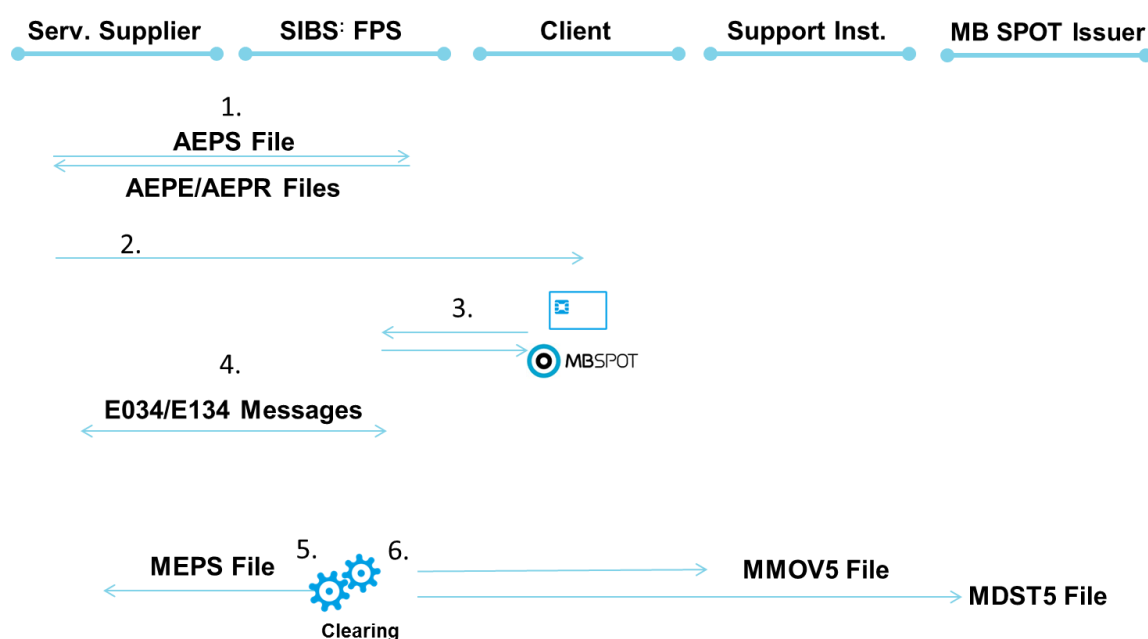 Serv. Supplier SIBS: FPS Client Support Inst. MB SPOT Issuer
1.
AEPS File
AEPE/AEPR Files
2.
3.
MBSPOT
4.
E034/E134 Messages
5. 6.
MEPS File MMOV5 File
MDST5 File
Clearing